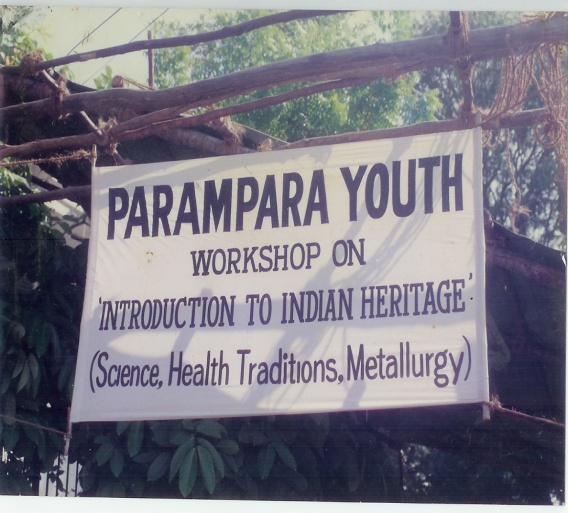 PARAMPARA YOUTH
WORKSHOP ON
'INTRODUCTION TO INDIAN HERITAGE'
(Science, Health Traditions, Metallurgy)